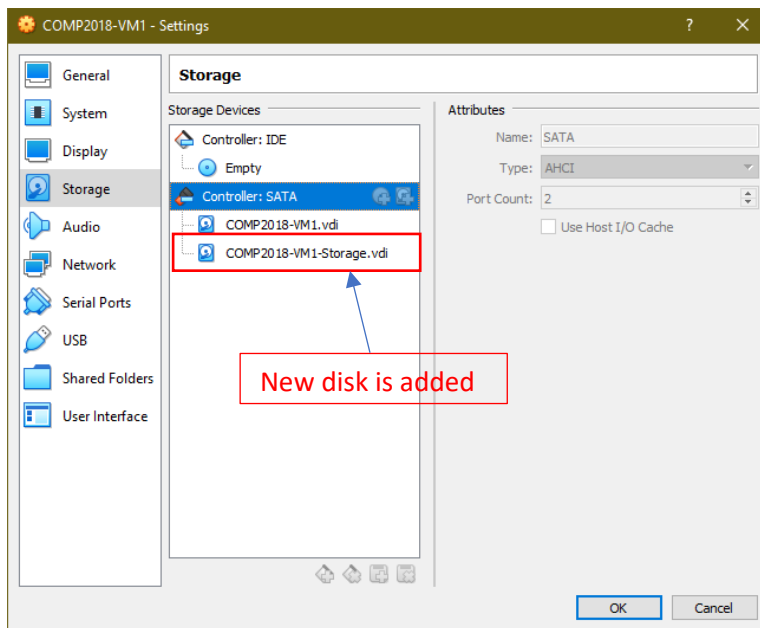 COMP2018-VM1 - Settings
? ×
General
System
Display
Storage
Audio
Network
Serial Ports
USB
Shared Folders
User Interface
Storage
Storage Devices
Controller: IDE
Empty
Controller: SATA
COMP2018-VM1.vdi
COMP2018-VM1-Storage.vdi
New disk is added
Attributes
Name: SATA
Type: AHCI
Port Count: 2
Use Host I/O Cache
OK Cancel